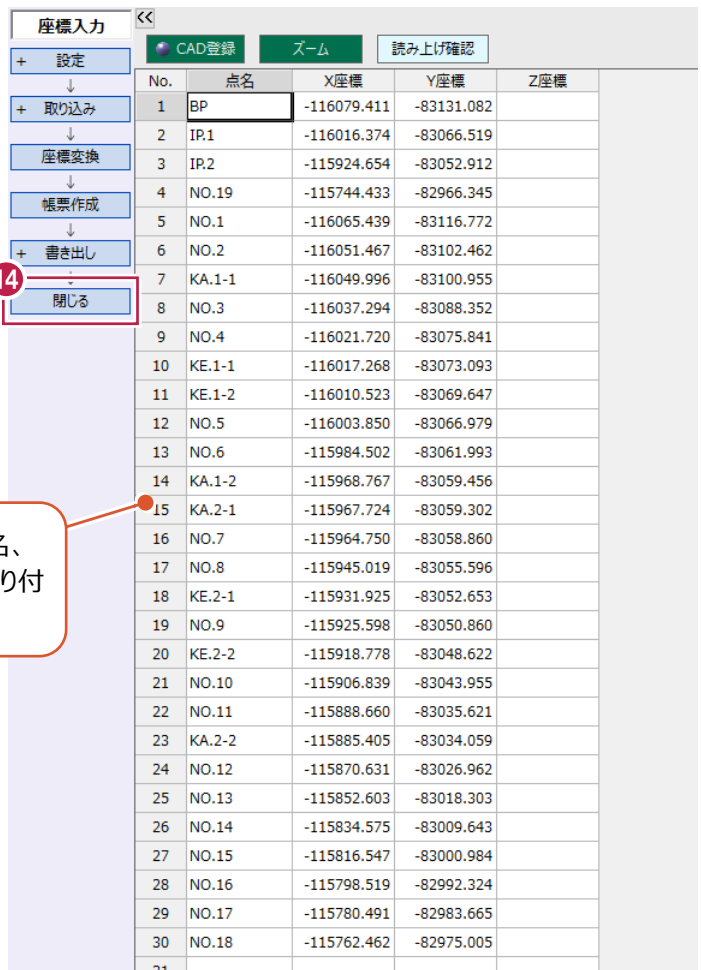 座標入力
+ 設定
↓
+ 取り込み
↓
座標変換
↓
帳票作成
↓
+ 書き出し
↓
14
閉じる
名、
り付
<<
CAD登録 ズーム 読み上げ確認
No. 点名 X座標 Y座標 Z座標
1 BP -116079.411 -83131.082
2 IP.1 -116016.374 -83066.519
3 IP.2 -115924.654 -83052.912
4 NO.19 -115744.433 -82966.345
5 NO.1 -116065.439 -83116.772
6 NO.2 -116051.467 -83102.462
7 KA.1-1 -116049.996 -83100.955
8 NO.3 -116037.294 -83088.352
9 NO.4 -116021.720 -83075.841
10 KE.1-1 -116017.268 -83073.093
11 KE.1-2 -116010.523 -83069.647
12 NO.5 -116003.850 -83066.979
13 NO.6 -115984.502 -83061.993
14 KA.1-2 -115968.767 -83059.456
15 KA.2-1 -115967.724 -83059.302
16 NO.7 -115964.750 -83058.860
17 NO.8 -115945.019 -83055.596
18 KE.2-1 -115931.925 -83052.653
19 NO.9 -115925.598 -83050.860
20 KE.2-2 -115918.778 -83048.622
21 NO.10 -115906.839 -83043.955
22 NO.11 -115888.660 -83035.621
23 KA.2-2 -115885.405 -83034.059
24 NO.12 -115870.631 -83026.962
25 NO.13 -115852.603 -83018.303
26 NO.14 -115834.575 -83009.643
27 NO.15 -115816.547 -83000.984
28 NO.16 -115798.519 -82992.324
29 NO.17 -115780.491 -82983.665
30 NO.18 -115762.462 -82975.005
31